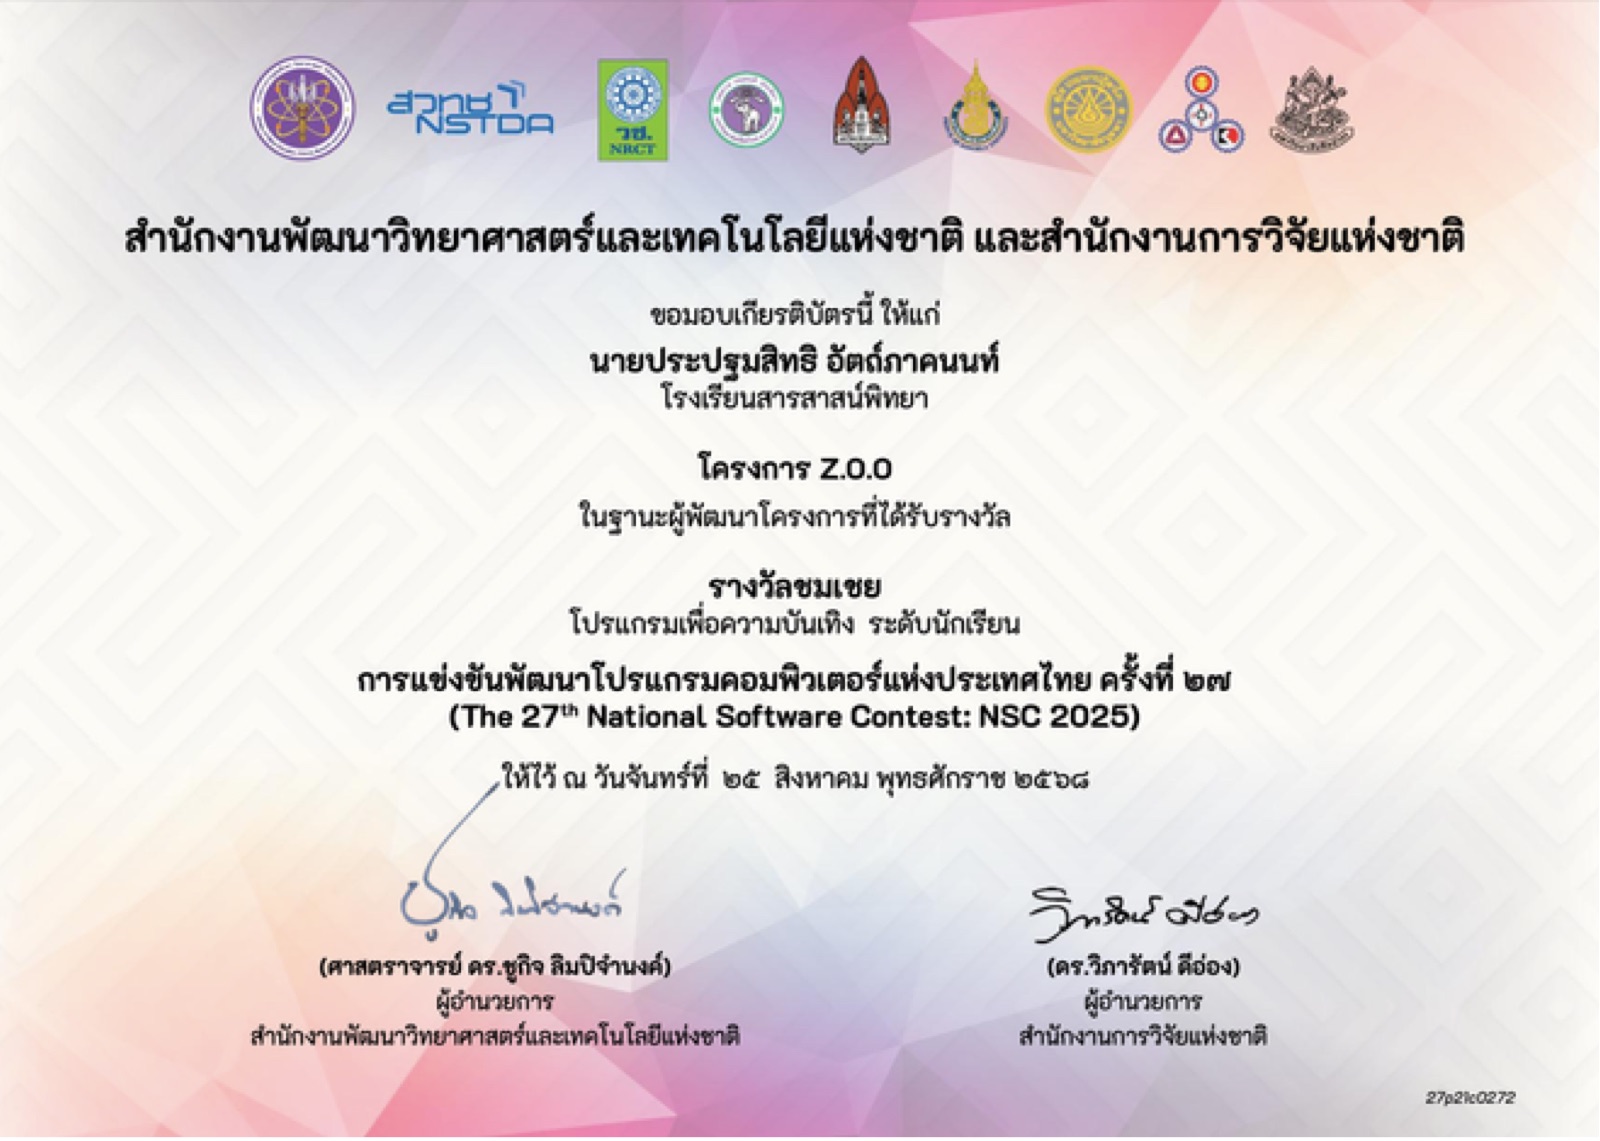 สวทช
NSTDA
วช.
NRCT
สำนักงานพัฒนาวิทยาศาสตร์และเทคโนโลยีแห่งชาติ และสำนักงานการวิจัยแห่งชาติ
ขอมอบเกียรติบัตรนี้ ให้แก่
นายประปฐมสิทธิ อัตถ์ภาคนนท์
โรงเรียนสารสาสน์พิทยา
โครงการ Z.O.O
ในฐานะผู้พัฒนาโครงการที่ได้รับรางวัล
รางวัลชมเชย
โปรแกรมเพื่อความบันเทิง ระดับนักเรียน
การแข่งขันพัฒนาโปรแกรมคอมพิวเตอร์แห่งประเทศไทย ครั้งที่ ๒๗
(The 27th National Software Contest: NSC 2025)
ให้ไว้ ณ วันจันทร์ที่ ๒๕ สิงหาคม พุทธศักราช ๒๕๖๘
(ศาสตราจารย์ ดร.ชูกิจ ลิมปิจำนงค์)
ผู้อำนวยการ
สำนักงานพัฒนาวิทยาศาสตร์และเทคโนโลยีแห่งชาติ
(ดร.วิภารัตน์ ดีอ่อง)
ผู้อำนวยการ
สำนักงานการวิจัยแห่งชาติ
27p21c0272